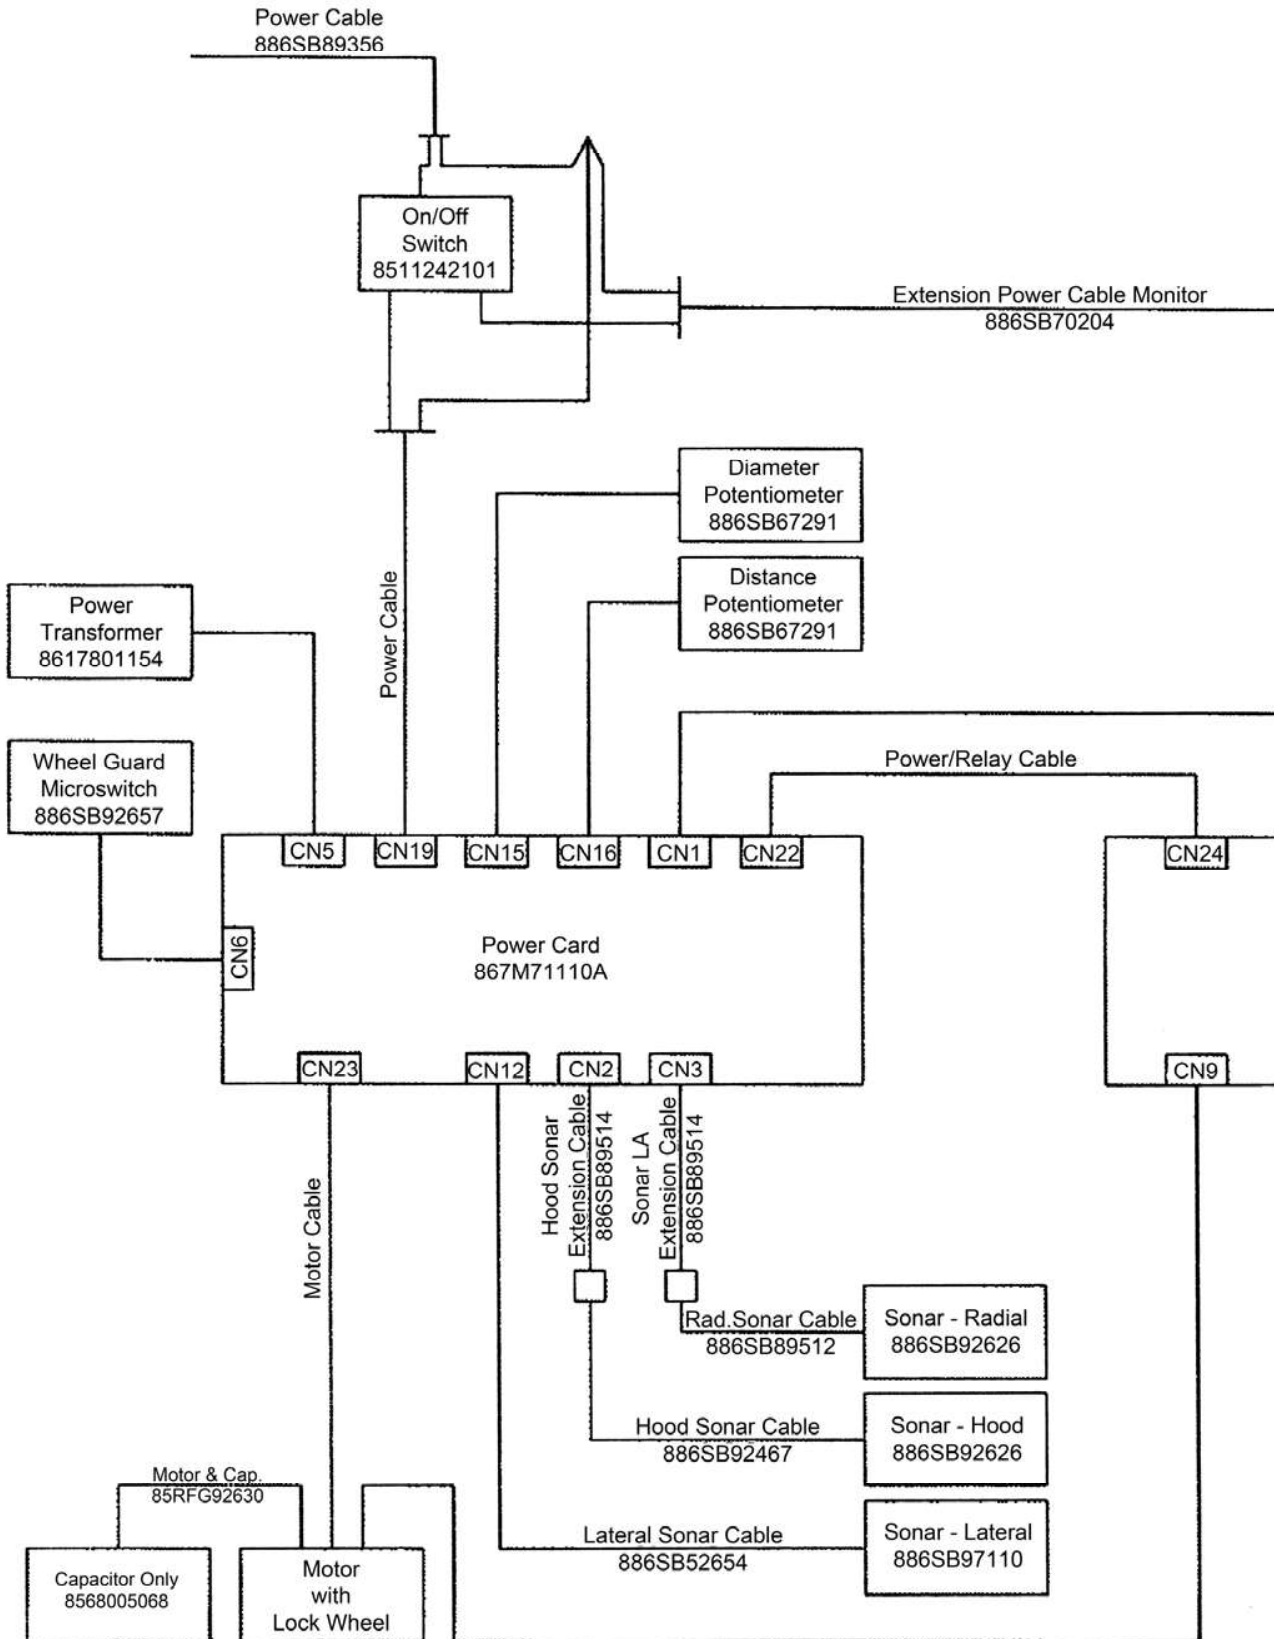 Power Cable
886SB89356
On/Off
Switch
8511242101
Extension Power Cable Monitor
886SB70204
Diameter
Potentiometer
886SB67291
Distance
Potentiometer
886SB67291
Power Cable
Power
Transformer
8617801154
Wheel Guard
Microswitch
886SB92657
Power/Relay Cable
CN5
CN19
CN15
CN16
CN1
CN22
CN24
CN6
Power Card
867M71110A
CN23
CN12
CN2
CN3
CN9
Motor Cable
Hood Sonar
Extension Cable
886SB89514
Sonar LA
Extension Cable
886SB89514
Rad.Sonar Cable
886SB89512
Sonar - Radial
886SB92626
Hood Sonar Cable
886SB92467
Sonar - Hood
886SB92626
Lateral Sonar Cable
886SB52654
Sonar - Lateral
886SB97110
Motor & Cap.
85RFG92630
Capacitor Only
8568005068
Motor
with
Lock Wheel